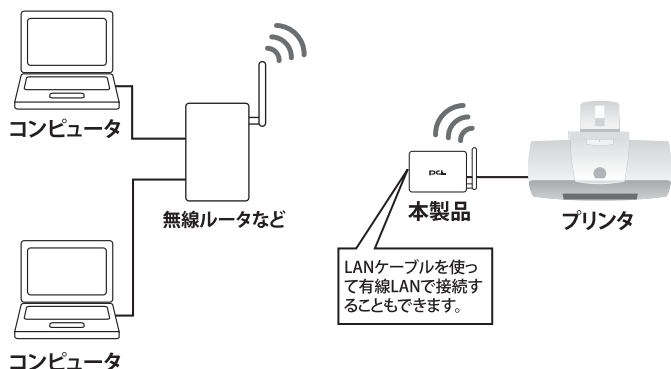 コンピュータ
無線ルータなど
コンピュータ
PCi
本製品
プリンタ
LANケーブルを使っ
て有線LANで接続す
ることもできます。